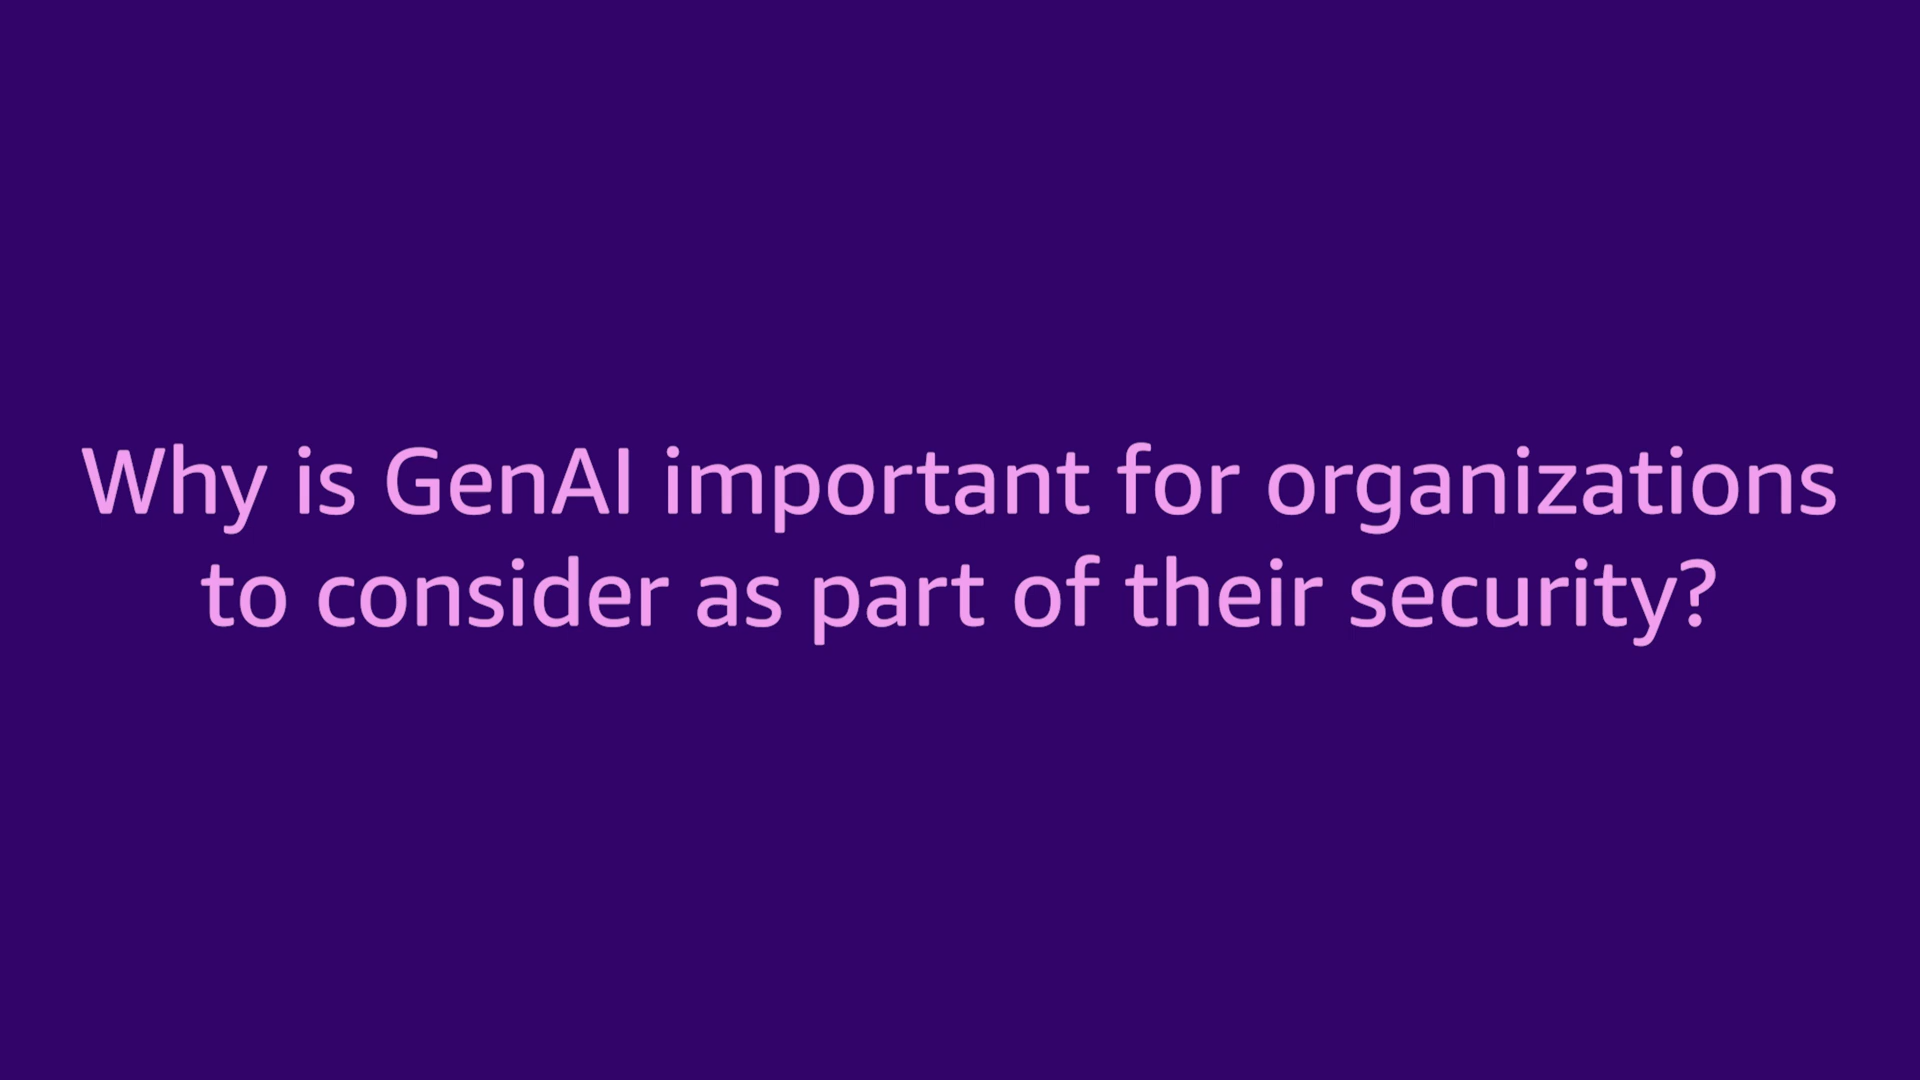 Why is GenAI important for organizations
to consider as part of their security?